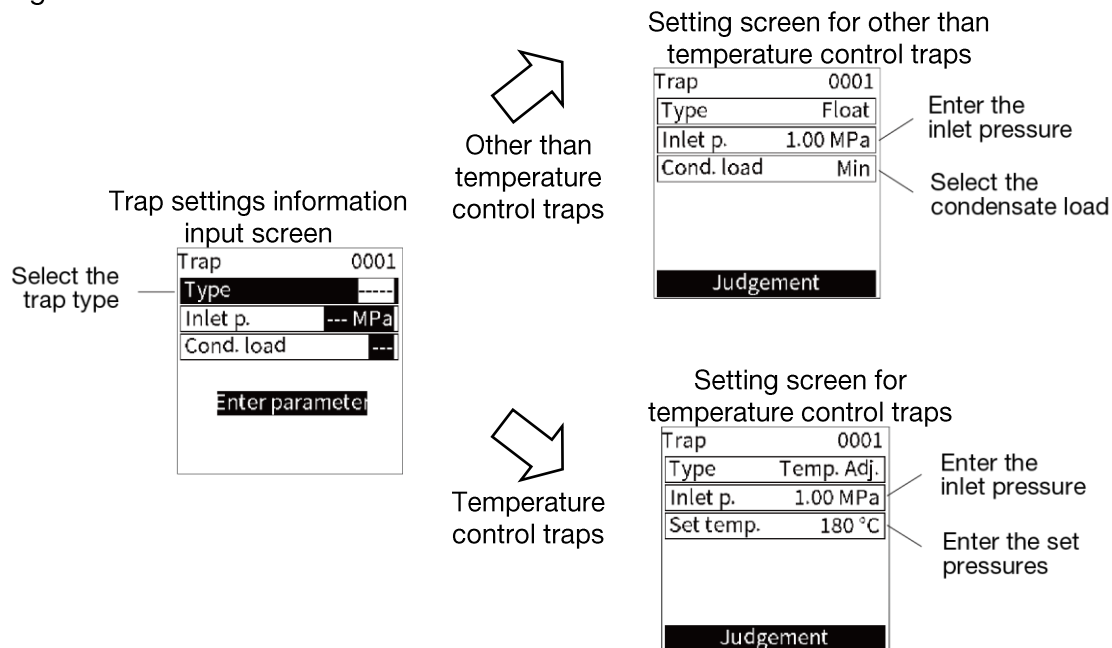 Setting screen for other than
temperature control traps
Trap 0001
Type Float
Inlet p. 1.00 MPa
Cond. load Min
Judgement
Enter the
inlet pressure
Select the
condensate load
Other than
temperature
control traps
Trap settings information
input screen
Select the
trap type
Trap 0001
Type -----
Inlet p. --- MPa
Cond. load ---
Enter parameter
Temperature
control traps
Setting screen for
temperature control traps
Trap 0001
Type Temp. Adj.
Inlet p. 1.00 MPa
Set temp. 180 °C
Judgement
Enter the
inlet pressure
Enter the set
pressures